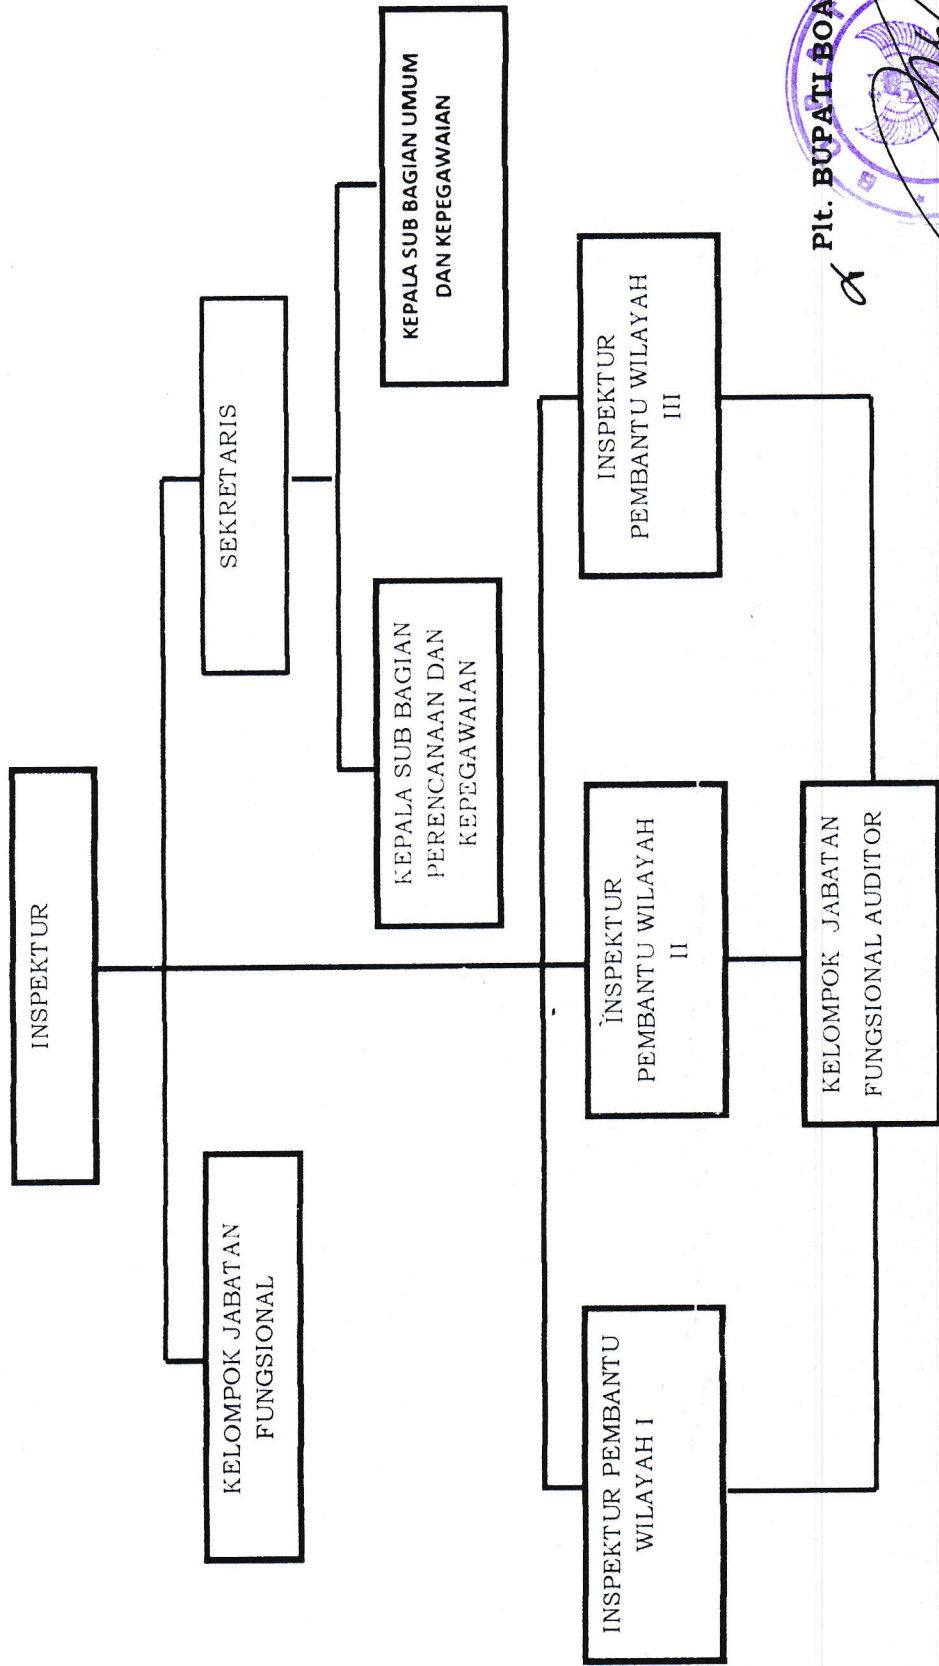 INSPEKTUR
KELOMPOK JABATAN
FUNGSIONAL
SEKRETARIS
KEPALA SUB BAGIAN
PERENCANAAN DAN
KEPEGAWAIAN
KEPALA SUB BAGIAN UMUM
DAN KEPEGAWAIAN
INSPEKTUR PEMBANTU
WILAYAH I
INSPEKTUR
PEMBANTU WILAYAH
II
INSPEKTUR
PEMBANTU WILAYAH
III
KELOMPOK JABATAN
FUNGSIONAL AUDITOR
Plt. BUPATI BOA